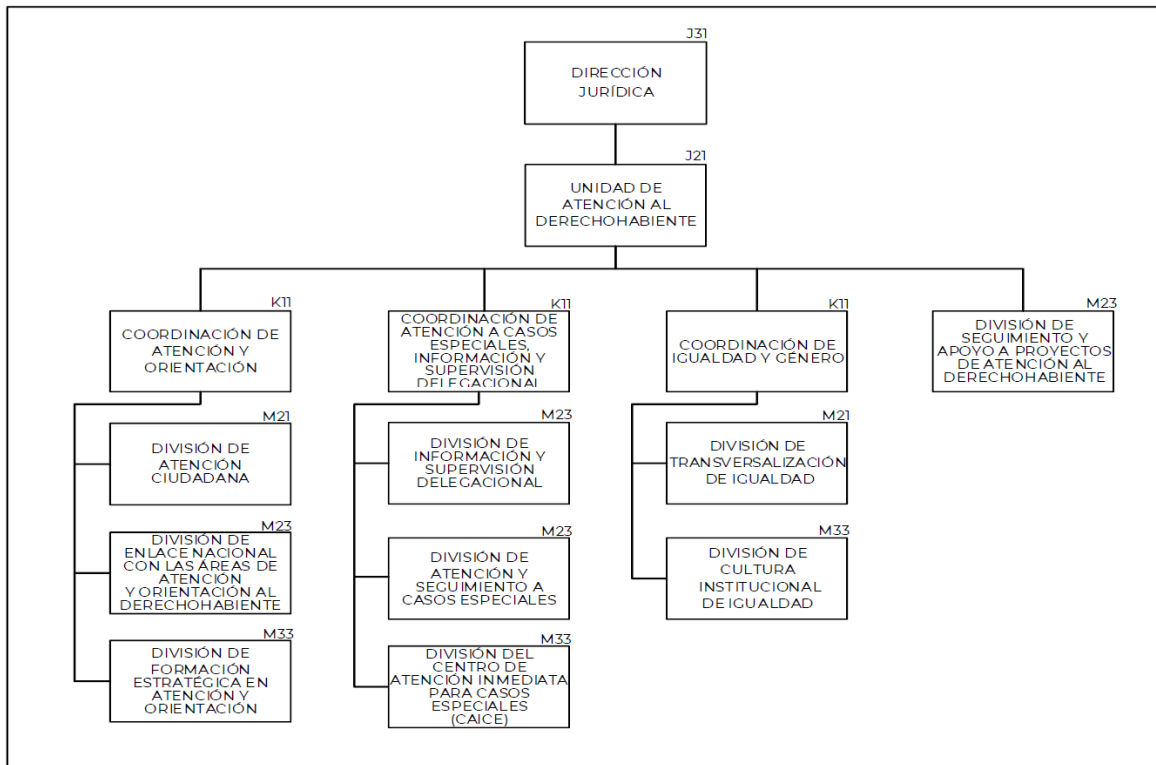 J31
DIRECCIÓN
JURÍDICA
J21
UNIDAD DE
ATENCIÓN AL
DERECHOHABIENTE
K11
COORDINACIÓN DE
ATENCIÓN Y
ORIENTACIÓN
M21
DIVISIÓN DE
ATENCIÓN
CIUDADANA
M23
DIVISIÓN DE
ENLACE NACIONAL
CON LAS ÁREAS DE
ATENCIÓN
Y ORIENTACIÓN AL
DERECHOHABIENTE
M33
DIVISIÓN DE
FORMACIÓN
ESTRATÉGICA EN
ATENCIÓN Y
ORIENTACIÓN
K11
COORDINACIÓN DE
ATENCIÓN A CASOS
ESPECIALES,
INFORMACIÓN Y
SUPERVISIÓN
DELEGACIONAL
M23
DIVISIÓN DE
INFORMACIÓN Y
SUPERVISIÓN
DELEGACIONAL
M23
DIVISIÓN DE
ATENCIÓN Y
SEGUIMIENTO A
CASOS ESPECIALES
M33
DIVISIÓN DEL
CENTRO DE
ATENCIÓN INMEDIATA
PARA CASOS
ESPECIALES
(CAICE)
K11
COORDINACIÓN DE
IGUALDAD Y GÉNERO
M21
DIVISIÓN DE
TRANSVERSALIZACIÓN
DE IGUALDAD
M33
DIVISIÓN DE
CULTURA
INSTITUCIONAL
DE IGUALDAD
M23
DIVISIÓN DE
SEGUIMIENTO Y
APOYO A PROYECTOS
DE ATENCIÓN AL
DERECHOHABIENTE